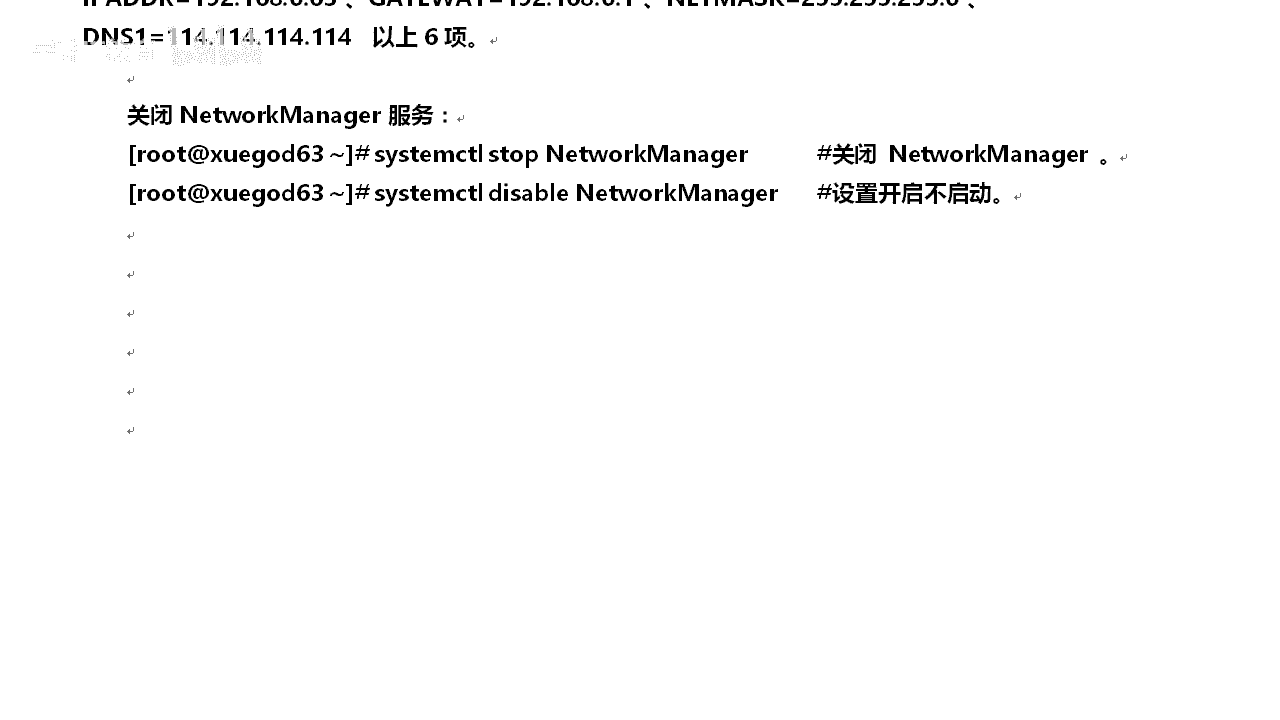 IPADDR=192.168.0.63 、GATEWAY=192.168.0.1 、NETMASK=255.255.255.0 、
DNS1=114.114.114.114 以上 6 项。
关闭 NetworkManager 服务：
[root@xuegod63 ~]# systemctl stop NetworkManager #关闭 NetworkManager 。
[root@xuegod63 ~]# systemctl disable NetworkManager #设置开启不启动。